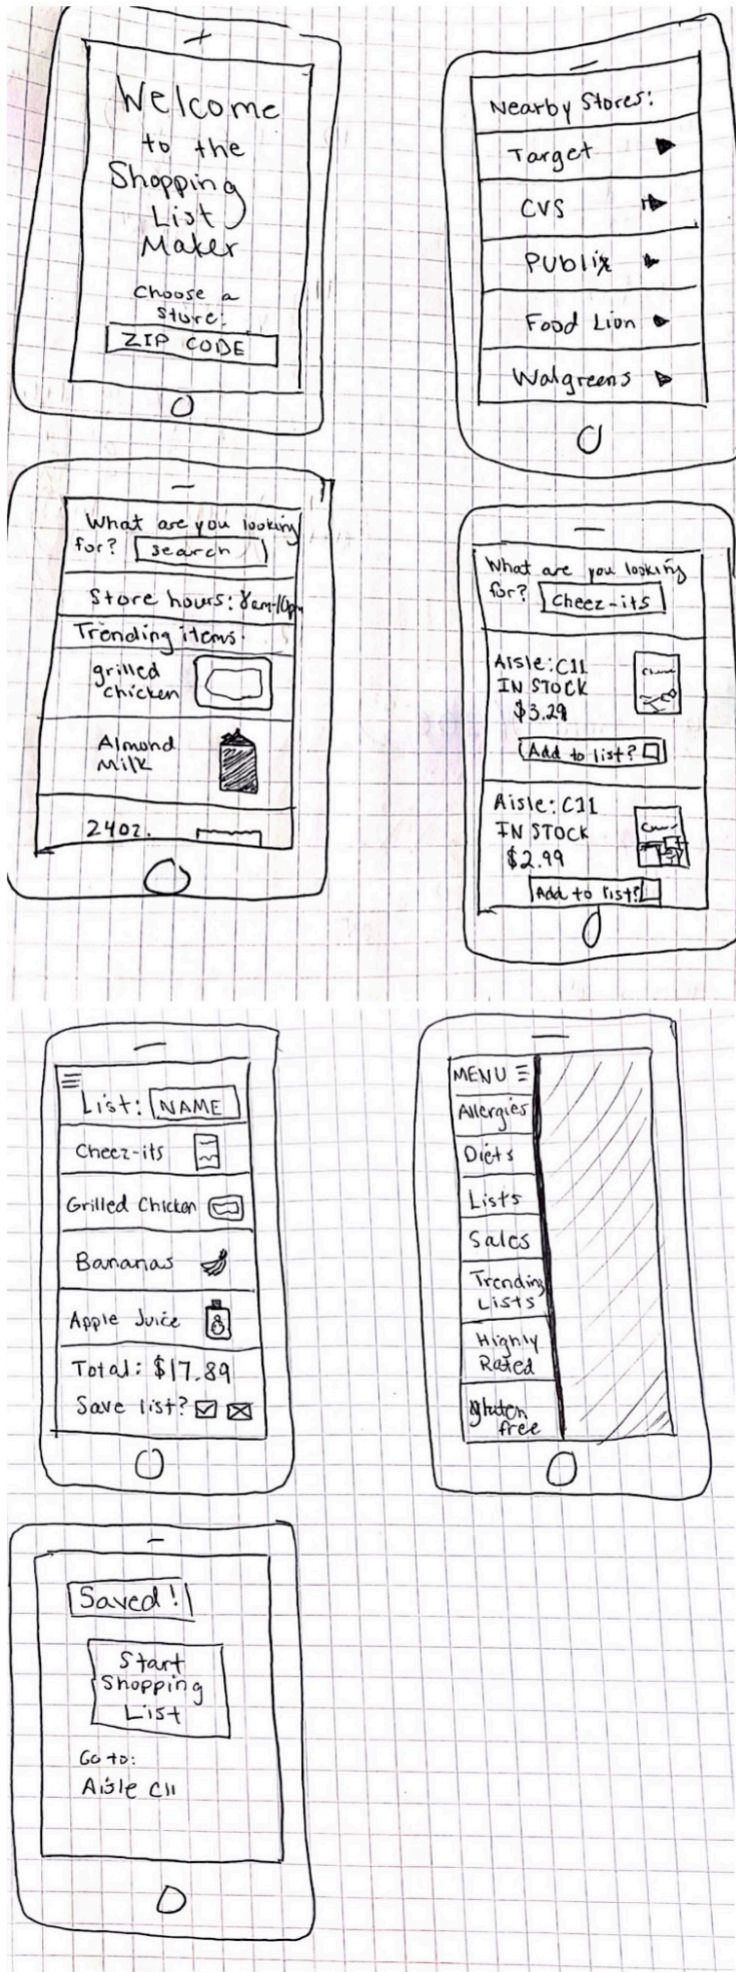 Welcome
to the
Shopping
List
Maker
Choose a
store:
ZIP CODE
Nearby Stores:
Target
CVS
PUBlix
Food Lion
Walgreens
What are you looking
for? search
Store hours: 8am-10pm
Trending items.
grilled
chicken
Almond
Milk
24oz.
What are you looking
for? Cheez-its
Aisle: C11
IN STOCK
$3.29
Add to list?
Aisle: C11
IN STOCK
$2.99
Add to list?
List: NAME
Cheez-its
Grilled Chicken
Bananas
Apple Juice
Total: $17.89
Save list?
MENU
Allergies
Diets
Lists
Sales
Trending
Lists
Highly
Rated
gluten
free
Saved!
Start
Shopping
List
Go to:
Aisle C11